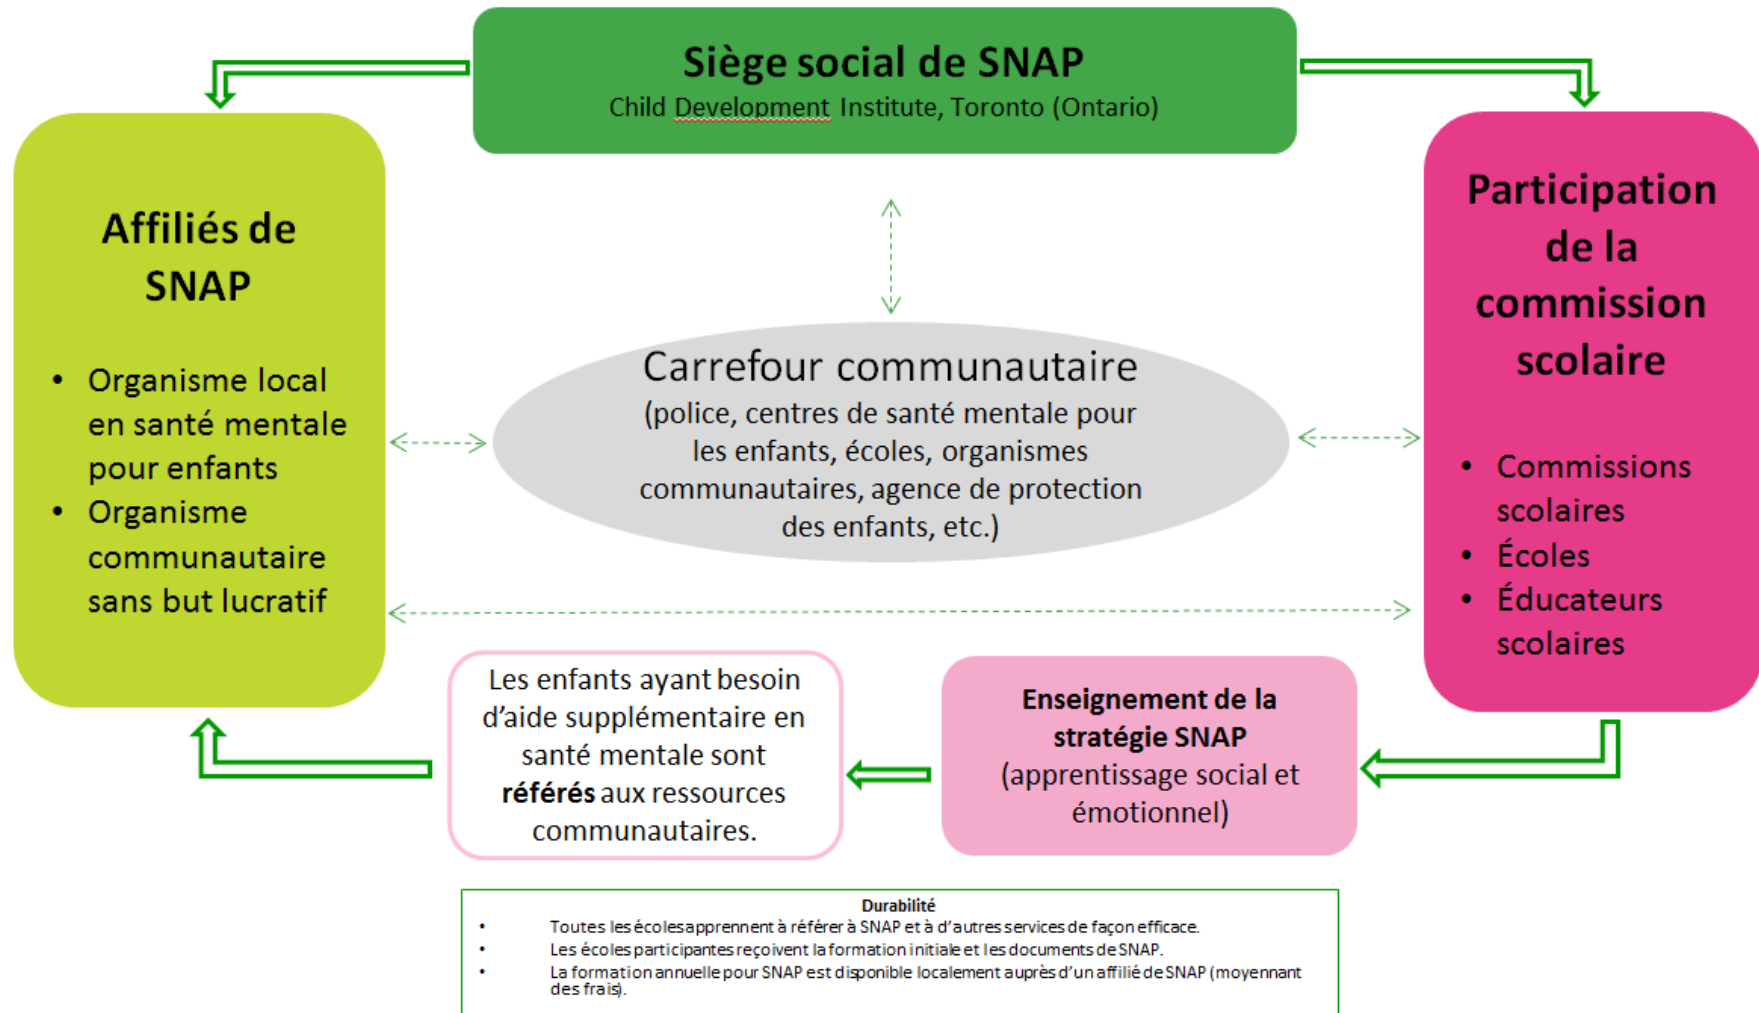 Siège social de SNAP
Child Development Institute, Toronto (Ontario)
Affiliés de
SNAP
• Organisme local
en santé mentale
pour enfants
• Organisme
communautaire
sans but lucratif
Carrefour communautaire
(police, centres de santé mentale pour
les enfants, écoles, organismes
communautaires, agence de protection
des enfants, etc.)
Participation
de la
commission
scolaire
• Commissions
scolaires
• Écoles
• Éducateurs
scolaires
Les enfants ayant besoin
d’aide supplémentaire en
santé mentale sont
référés aux ressources
communautaires.
Enseignement de la
stratégie SNAP
(apprentissage social et
émotionnel)
Durabilité
• Toutes les écoles apprennent à référer à SNAP et à d’autres services de façon efficace.
• Les écoles participantes reçoivent la formation initiale et les documents de SNAP.
• La formation annuelle pour SNAP est disponible localement auprès d’un affilié de SNAP (moyennant
des frais).